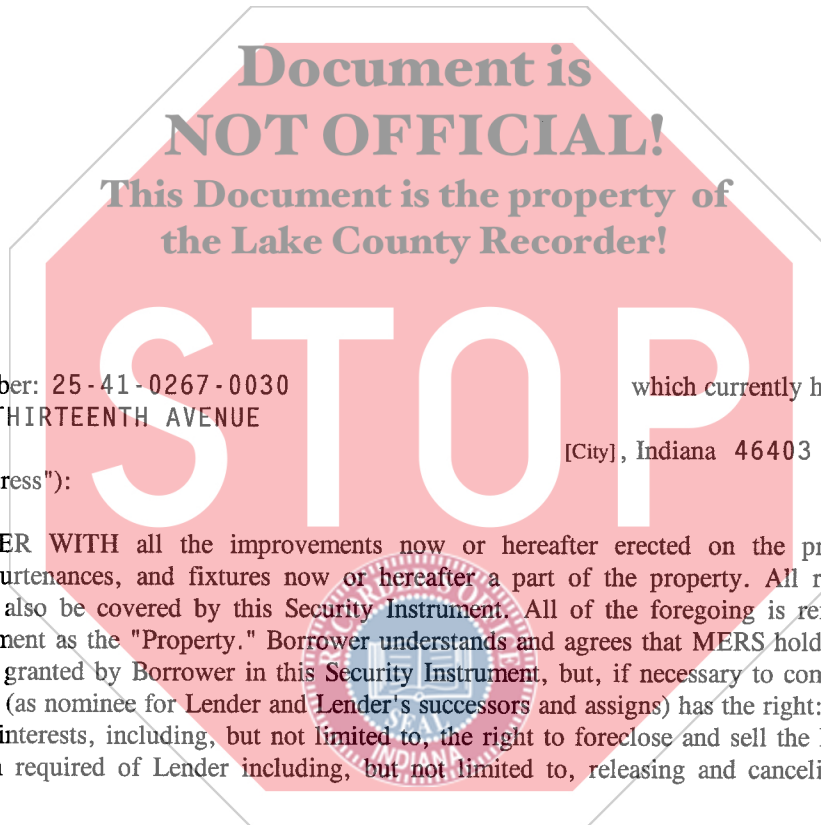 Document is
NOT OFFICIAL!
This Document is the property of
the Lake County Recorder!
STOP
ber: 25-41-0267-0030 which currently h
THIRTEENTH AVENUE
[City], Indiana 46403
ress"):
ER WITH all the improvements now or hereafter erected on the pr
urtenances, and fixtures now or hereafter a part of the property. All r
also be covered by this Security Instrument. All of the foregoing is re
ment as the "Property." Borrower understands and agrees that MERS hold
granted by Borrower in this Security Instrument, but, if necessary to com
(as nominee for Lender and Lender's successors and assigns) has the right:
interests, including, but not limited to, the right to foreclose and sell the
required of Lender including, but not limited to, releasing and canceli
RECORDER'S OFFICE
SEAL
INDIANA